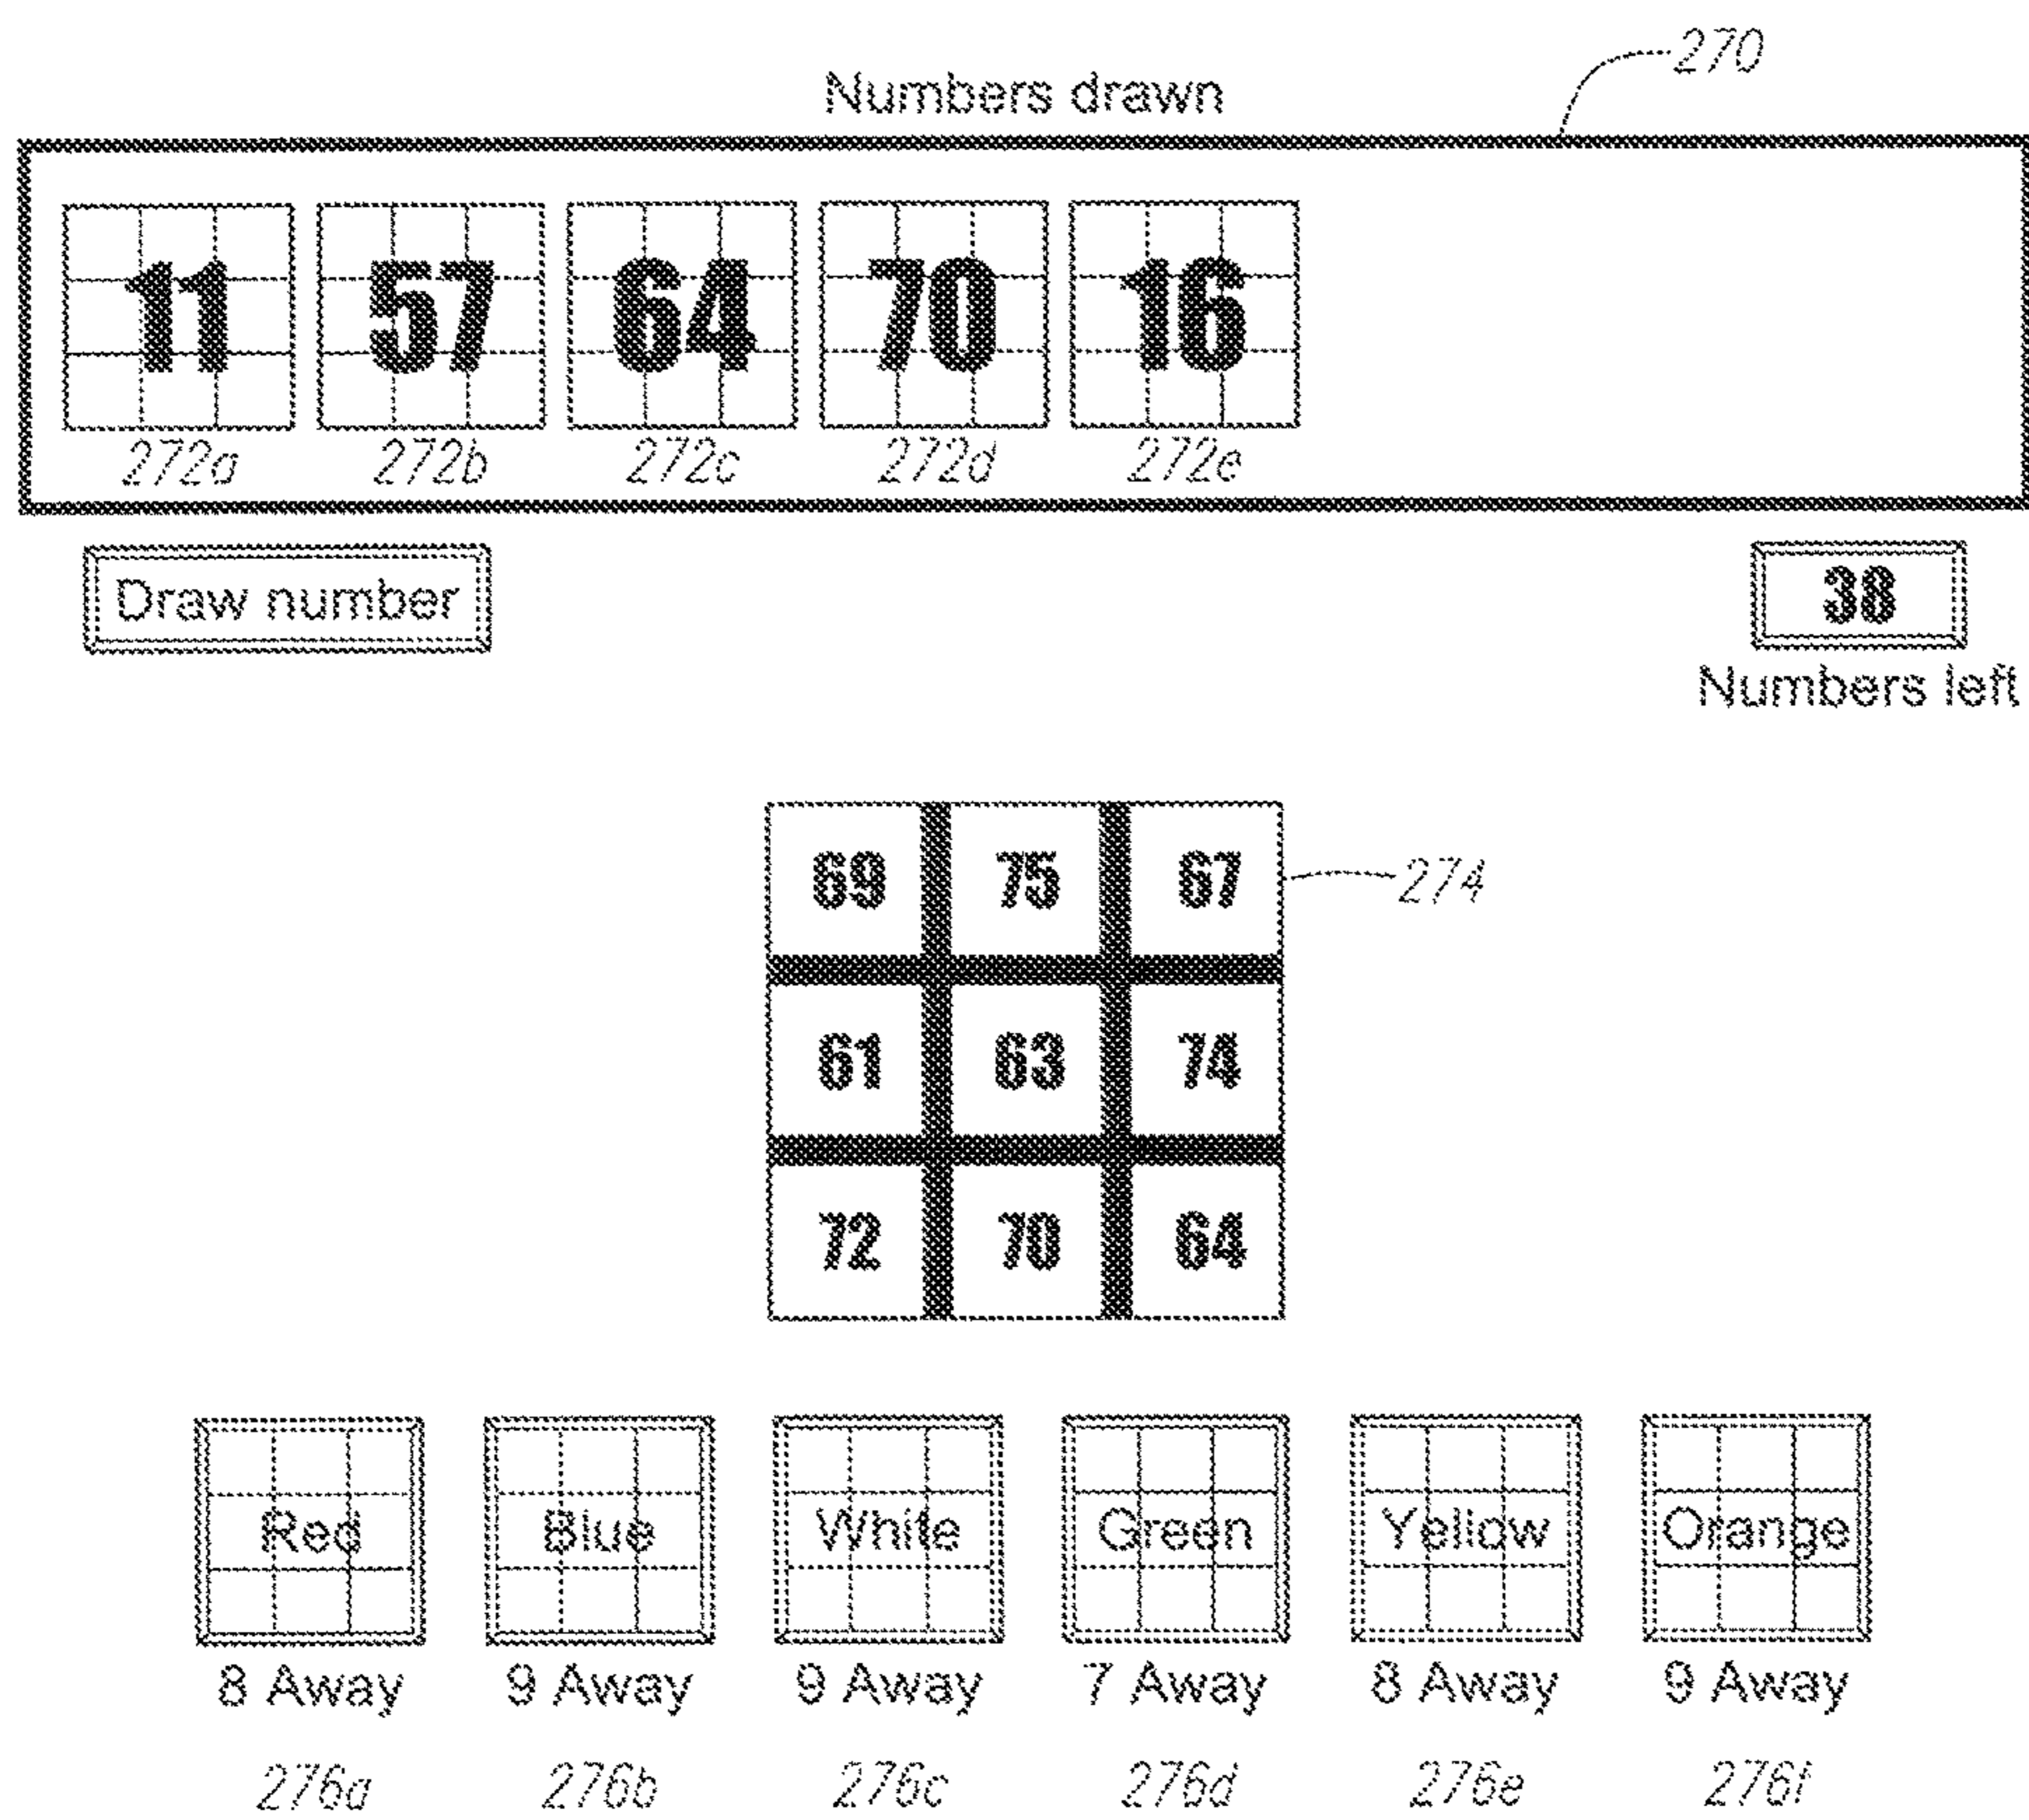 270
Numbers drawn
11 57 64 70 16
272a 272b 272c 272d 272e
Draw number
38
Numbers left
69 75 67
274
61 63 74
72 70 64
Red Blue White Green Yellow Orange
8 Away 9 Away 9 Away 7 Away 8 Away 9 Away
276a 276b 276c 276d 276e 276f